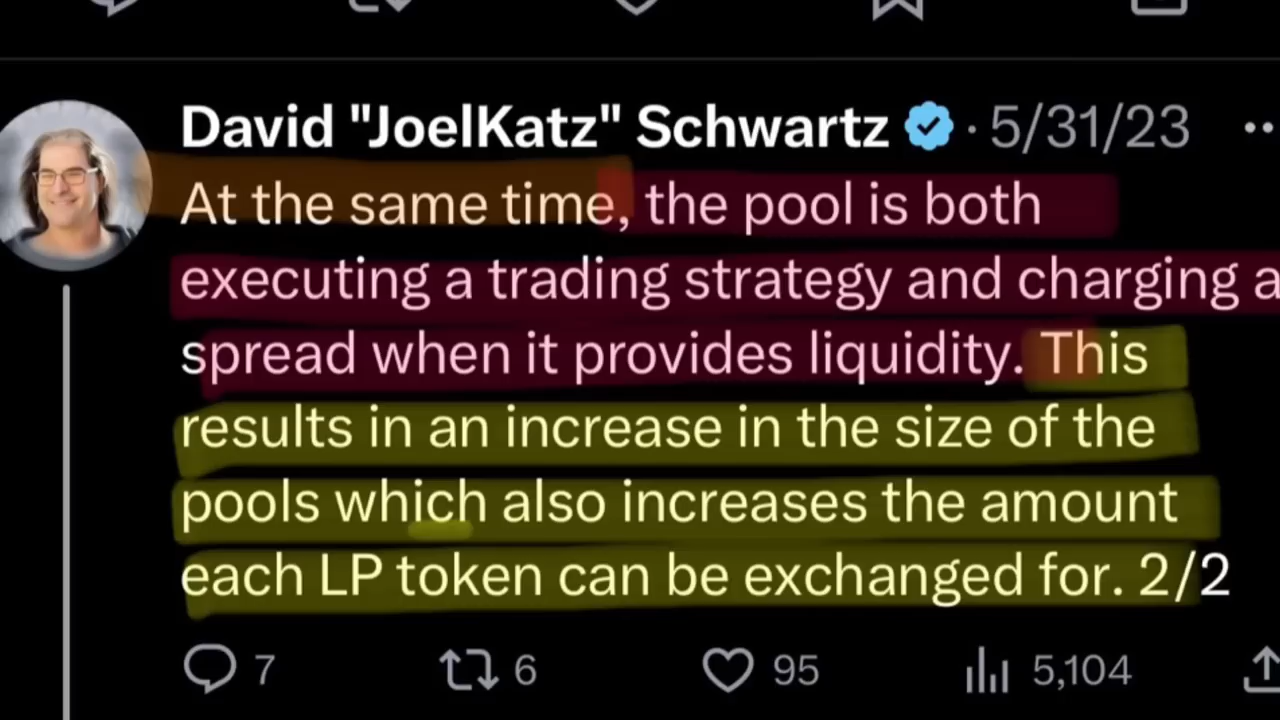 David "JoelKatz" Schwartz · 5/31/23
At the same time, the pool is both
executing a trading strategy and charging a
spread when it provides liquidity. This
results in an increase in the size of the
pools which also increases the amount
each LP token can be exchanged for. 2/2
7 6 95 5,104